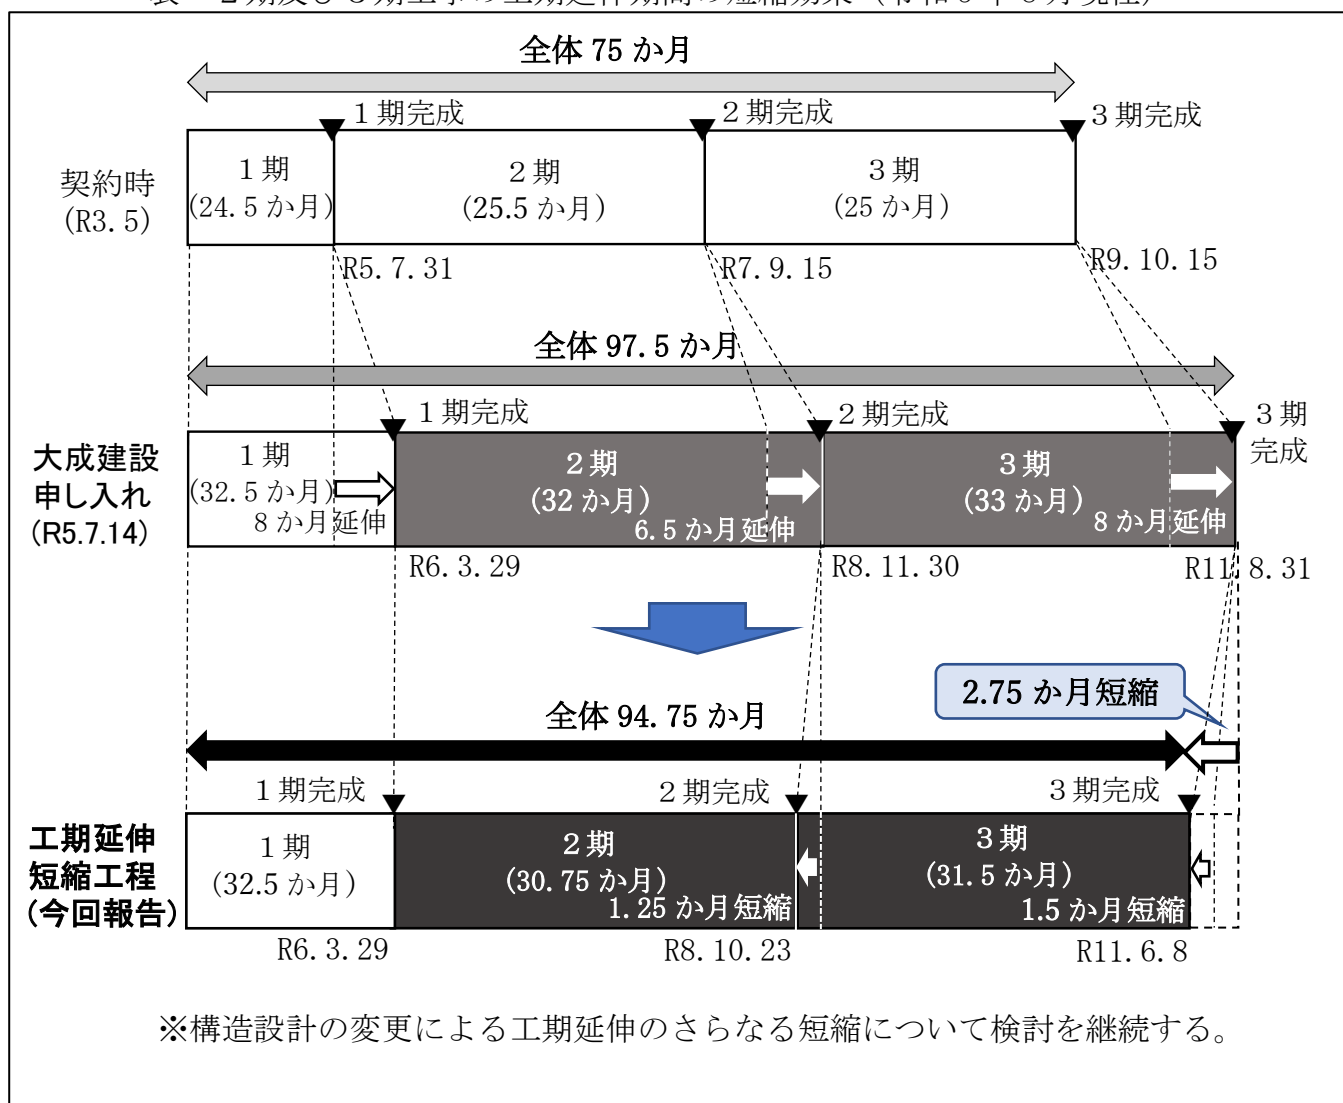 全体 75 か月
１期完成
２期完成
３期完成
契約時
(R3.5)
１期
(24.5 か月)
２期
(25.5 か月)
３期
(25 か月)
R5.7.31
R7.9.15
R9.10.15
全体 97.5 か月
１期完成
２期完成
３期
完成
大成建設
申し入れ
(R5.7.14)
１期
(32.5 か月)
8 か月延伸
２期
(32 か月)
6.5 か月延伸
３期
(33 か月)
8 か月延伸
R6.3.29
R8.11.30
R11.8.31
2.75 か月短縮
全体 94.75 か月
１期完成
２期完成
３期完成
工期延伸
短縮工程
(今回報告)
１期
(32.5 か月)
２期
(30.75 か月)
1.25 か月短縮
３期
(31.5 か月)
1.5 か月短縮
R6.3.29
R8.10.23
R11.6.8
※構造設計の変更による工期延伸のさらなる短縮について検討を継続する。